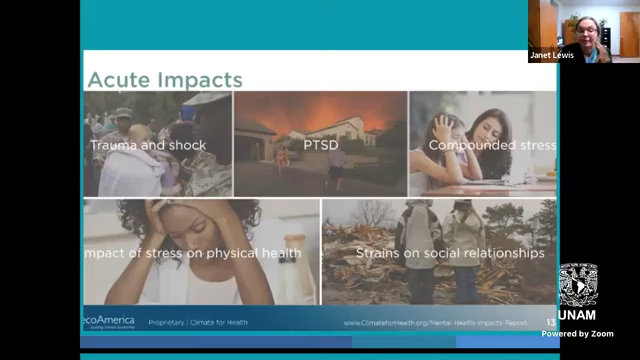 Janet Lewis
Acute Impacts
Trauma and shock
PTSD
Compounded stress
mpact of stress on physical health
Strains on social relationships
ecoAmerica
Proprietary | Climate for Health
www.ClimateforHealth.org/Mental-Health-Impacts-Report
13
UNAM
Powered by Zoom